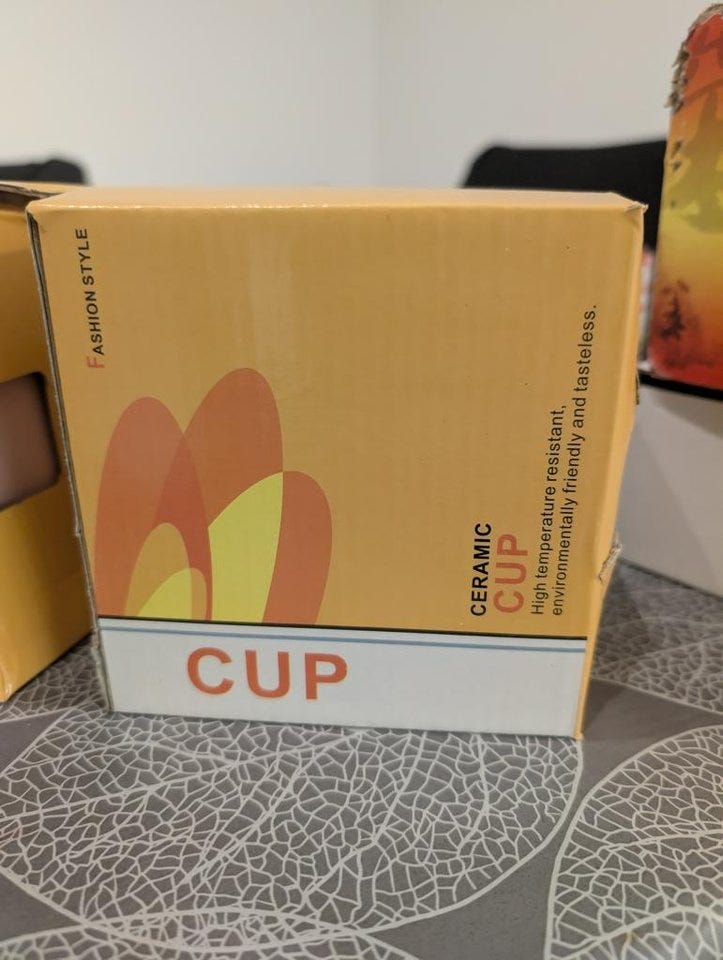 FASHION STYLE
CERAMIC
CUP
High temperature resistant,
environmentally friendly and tasteless.
CUP